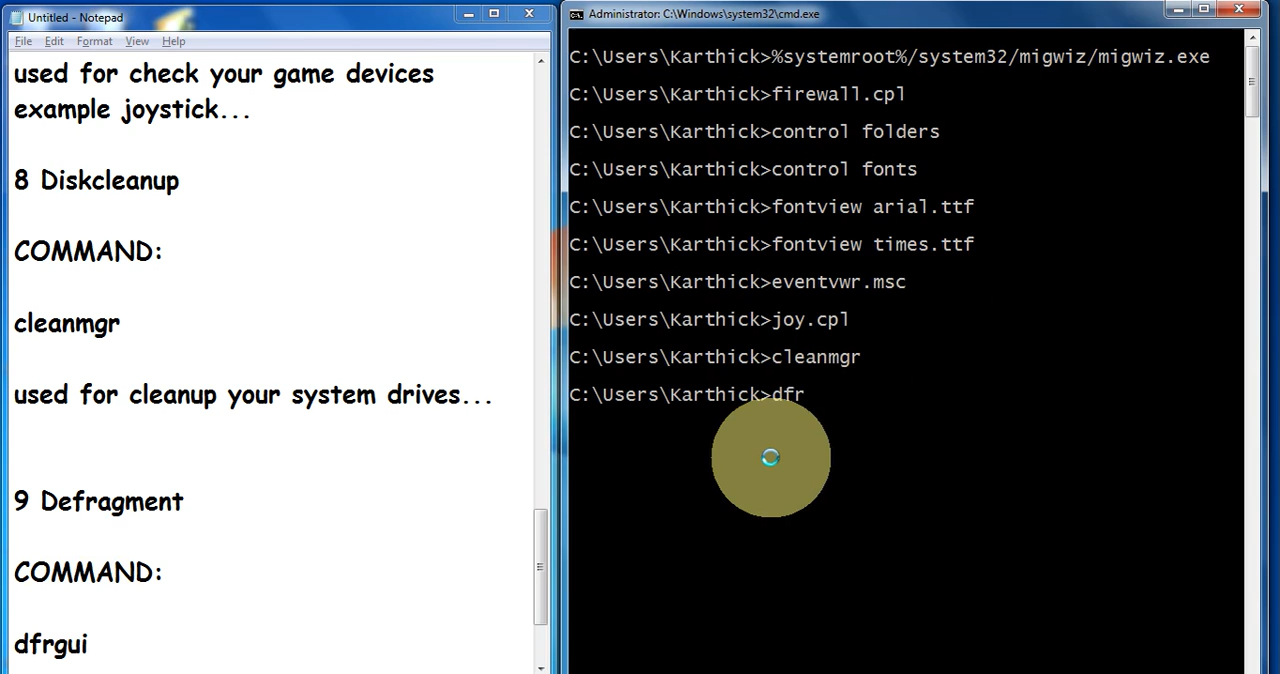 Untitled - Notepad
File Edit Format View Help
used for check your game devices
example joystick...
8 Diskcleanup
COMMAND:
cleanmgr
used for cleanup your system drives...
9 Defragment
COMMAND:
dfrgui
Administrator: C:\Windows\system32\cmd.exe
C:\Users\Karthick>%systemroot%/system32/migwiz/migwiz.exe
C:\Users\Karthick>firewall.cpl
C:\Users\Karthick>control folders
C:\Users\Karthick>control fonts
C:\Users\Karthick>fontview arial.ttf
C:\Users\Karthick>fontview times.ttf
C:\Users\Karthick>eventvwr.msc
C:\Users\Karthick>joy.cpl
C:\Users\Karthick>cleanmgr
C:\Users\Karthick>dfr